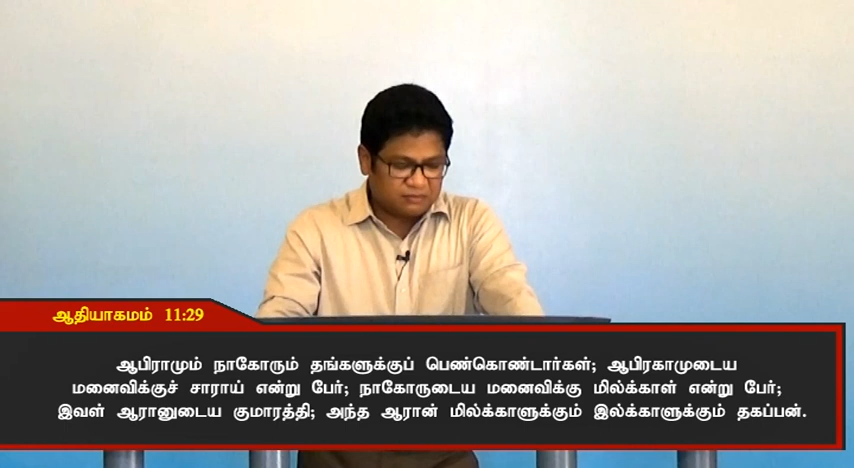 ஆதியாகமம் 11:29
ஆபிராமும் நாகோரும் தங்களுக்குப் பெண்கொண்டார்கள்; ஆபிரகாமுடைய
மனைவிக்குச் சாராய் என்று பேர்; நாகோருடைய மனைவிக்கு மில்க்காள் என்று பேர்;
இவள் ஆரானுடைய குமாரத்தி; அந்த ஆரான் மில்க்காளுக்கும் இஸ்க்காளுக்கும் தகப்பன்.